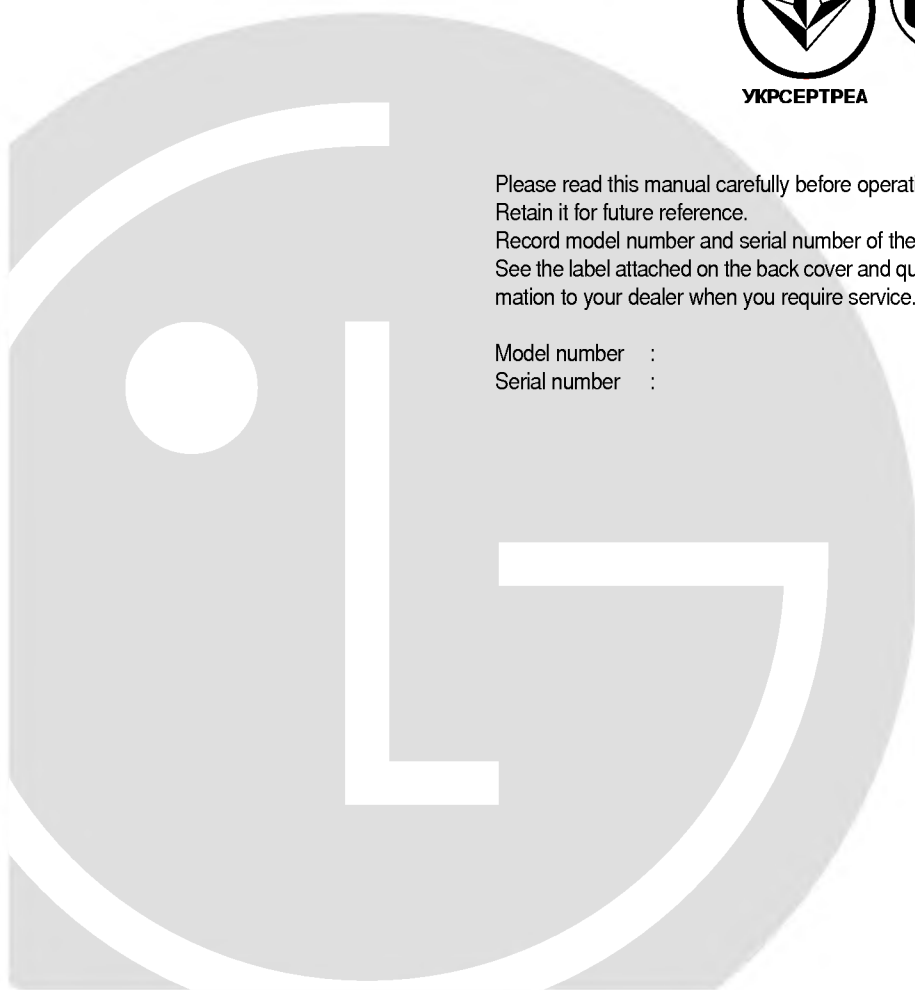 УКРСЕРТРЕА
Please read this manual carefully before operati
Retain it for future reference.
Record model number and serial number of the
See the label attached on the back cover and qu
mation to your dealer when you require service.
Model number :
Serial number :
LG